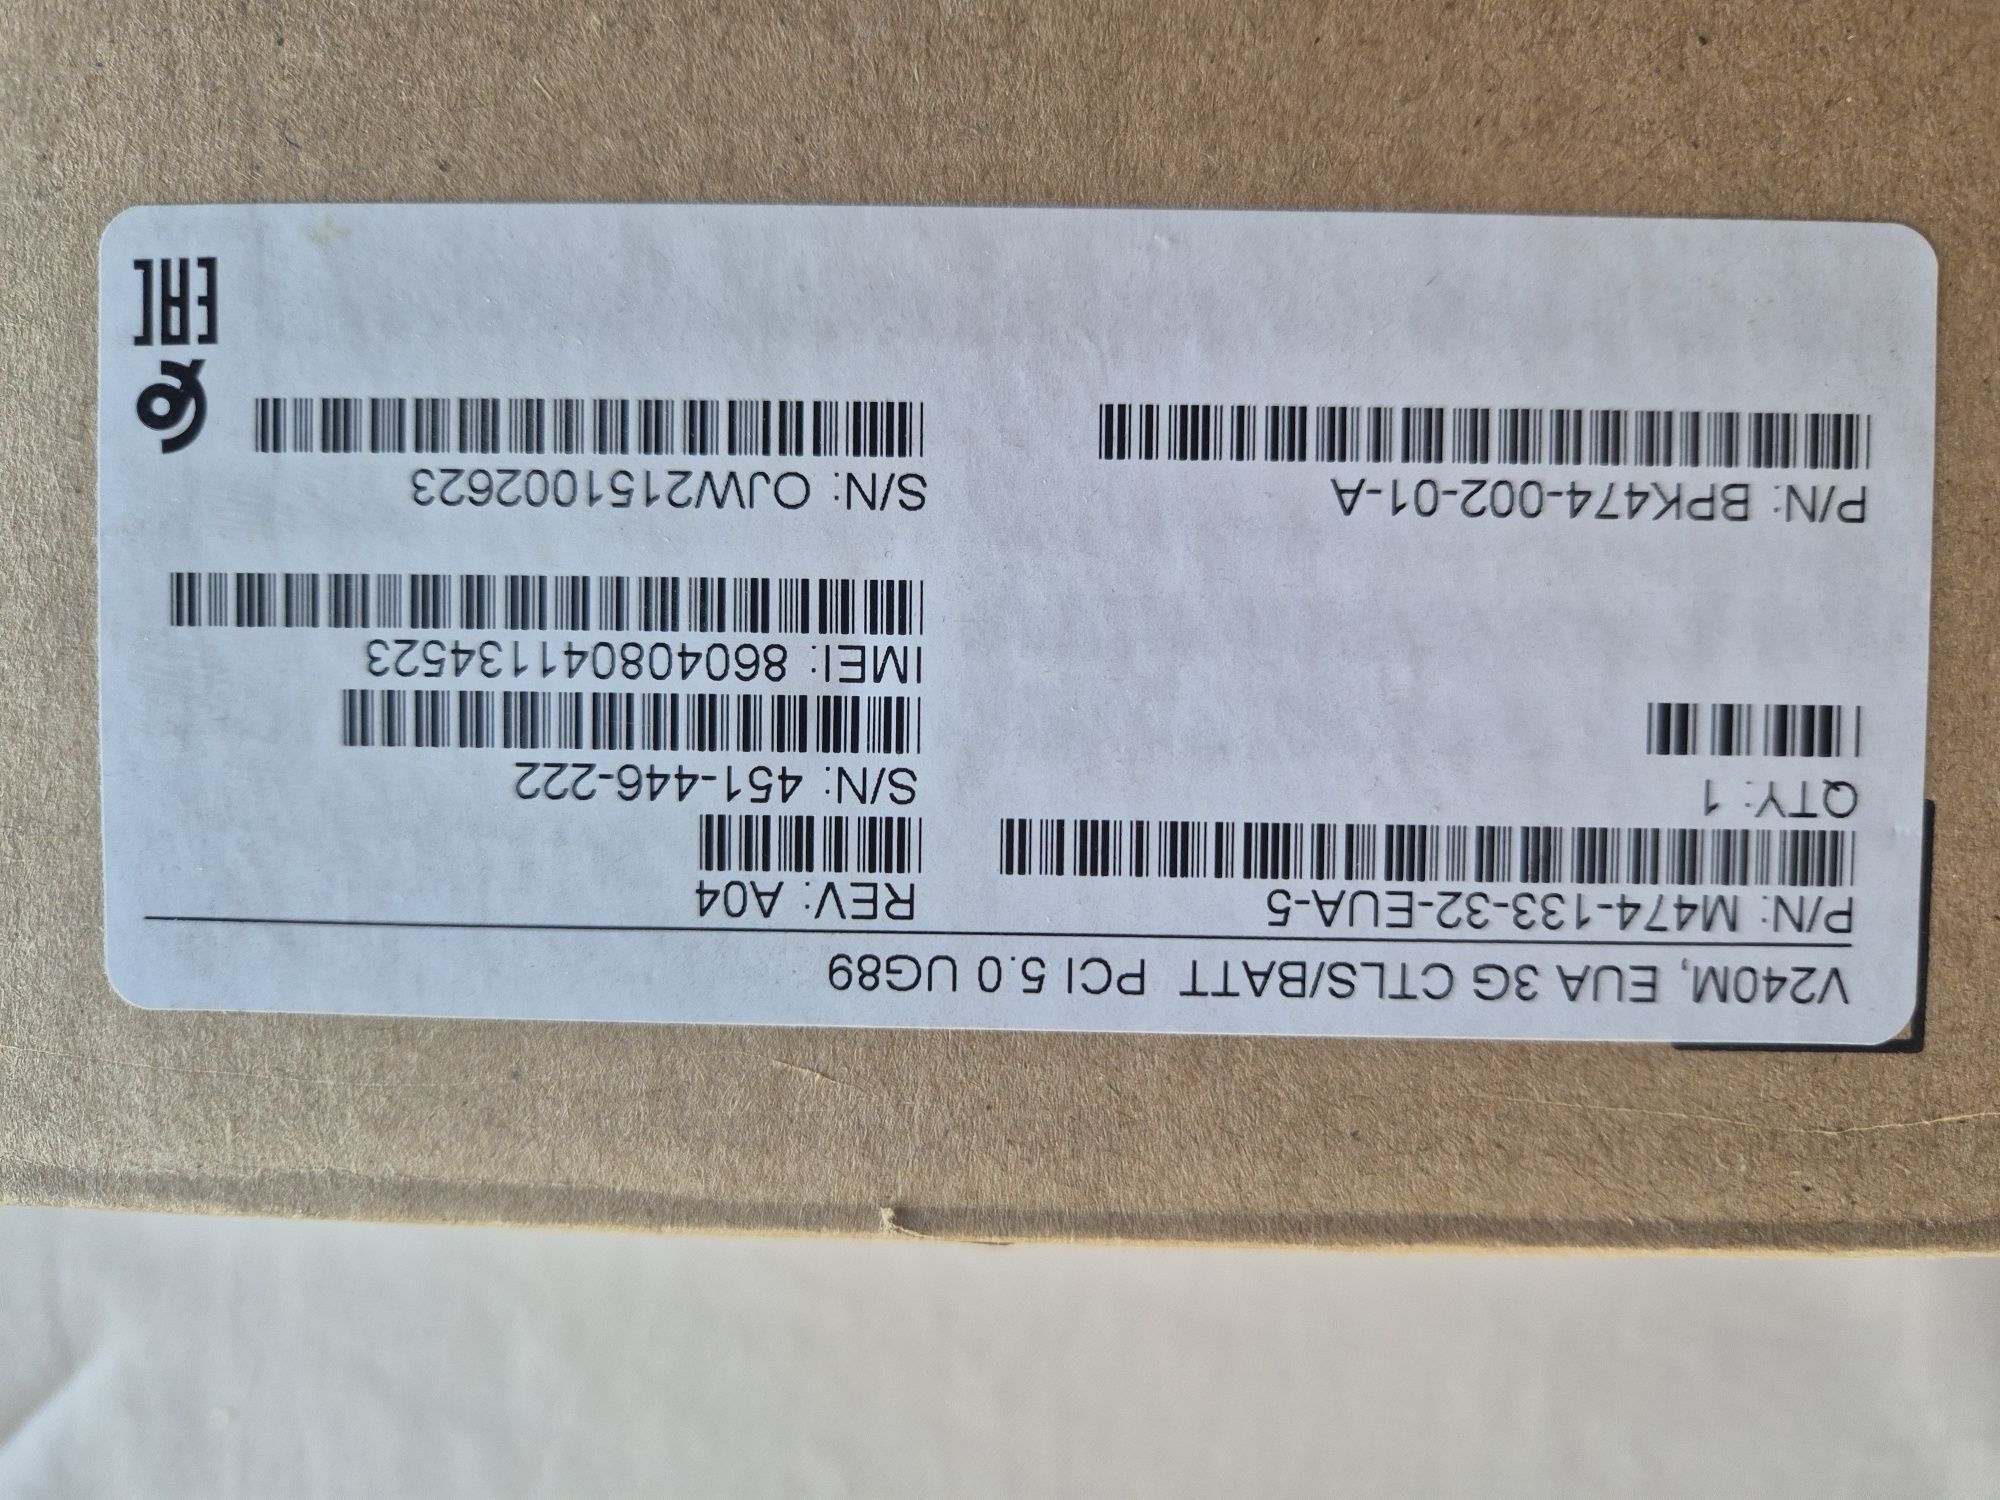 V240M, EUA 3G CTLS/BATT PCI 5.0 UG89
P/N: M474-133-32-EUA-5
REV: A04
QTY: 1
S/N: 451-446-222
IMEI: 860408041134523
P/N: BPK474-002-01-A
S/N: OJW21510002623
EAC